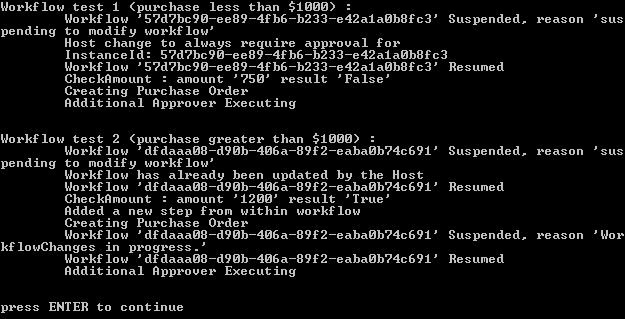 Workflow test 1 (purchase less than $1000) :
Workflow '57d7bc90-ee89-4fb6-b233-e42a1a0b8fc3' Suspended, reason 'sus
pending to modify workflow'
Host change to always require approval for
InstanceId: 57d7bc90-ee89-4fb6-b233-e42a1a0b8fc3
Workflow '57d7bc90-ee89-4fb6-b233-e42a1a0b8fc3' Resumed
CheckAmount : amount '750' result 'False'
Creating Purchase Order
Additional Approver Executing
Workflow test 2 (purchase greater than $1000) :
Workflow 'dfdaaa08-d90b-406a-89f2-eaba0b74c691' Suspended, reason 'sus
pending to modify workflow'
Workflow has already been updated by the Host
Workflow 'dfdaaa08-d90b-406a-89f2-eaba0b74c691' Resumed
CheckAmount : amount '1200' result 'True'
Added a new step from within workflow
Creating Purchase Order
Workflow 'dfdaaa08-d90b-406a-89f2-eaba0b74c691' Suspended, reason 'Wor
kflowChanges in progress.'
Workflow 'dfdaaa08-d90b-406a-89f2-eaba0b74c691' Resumed
Additional Approver Executing
press ENTER to continue